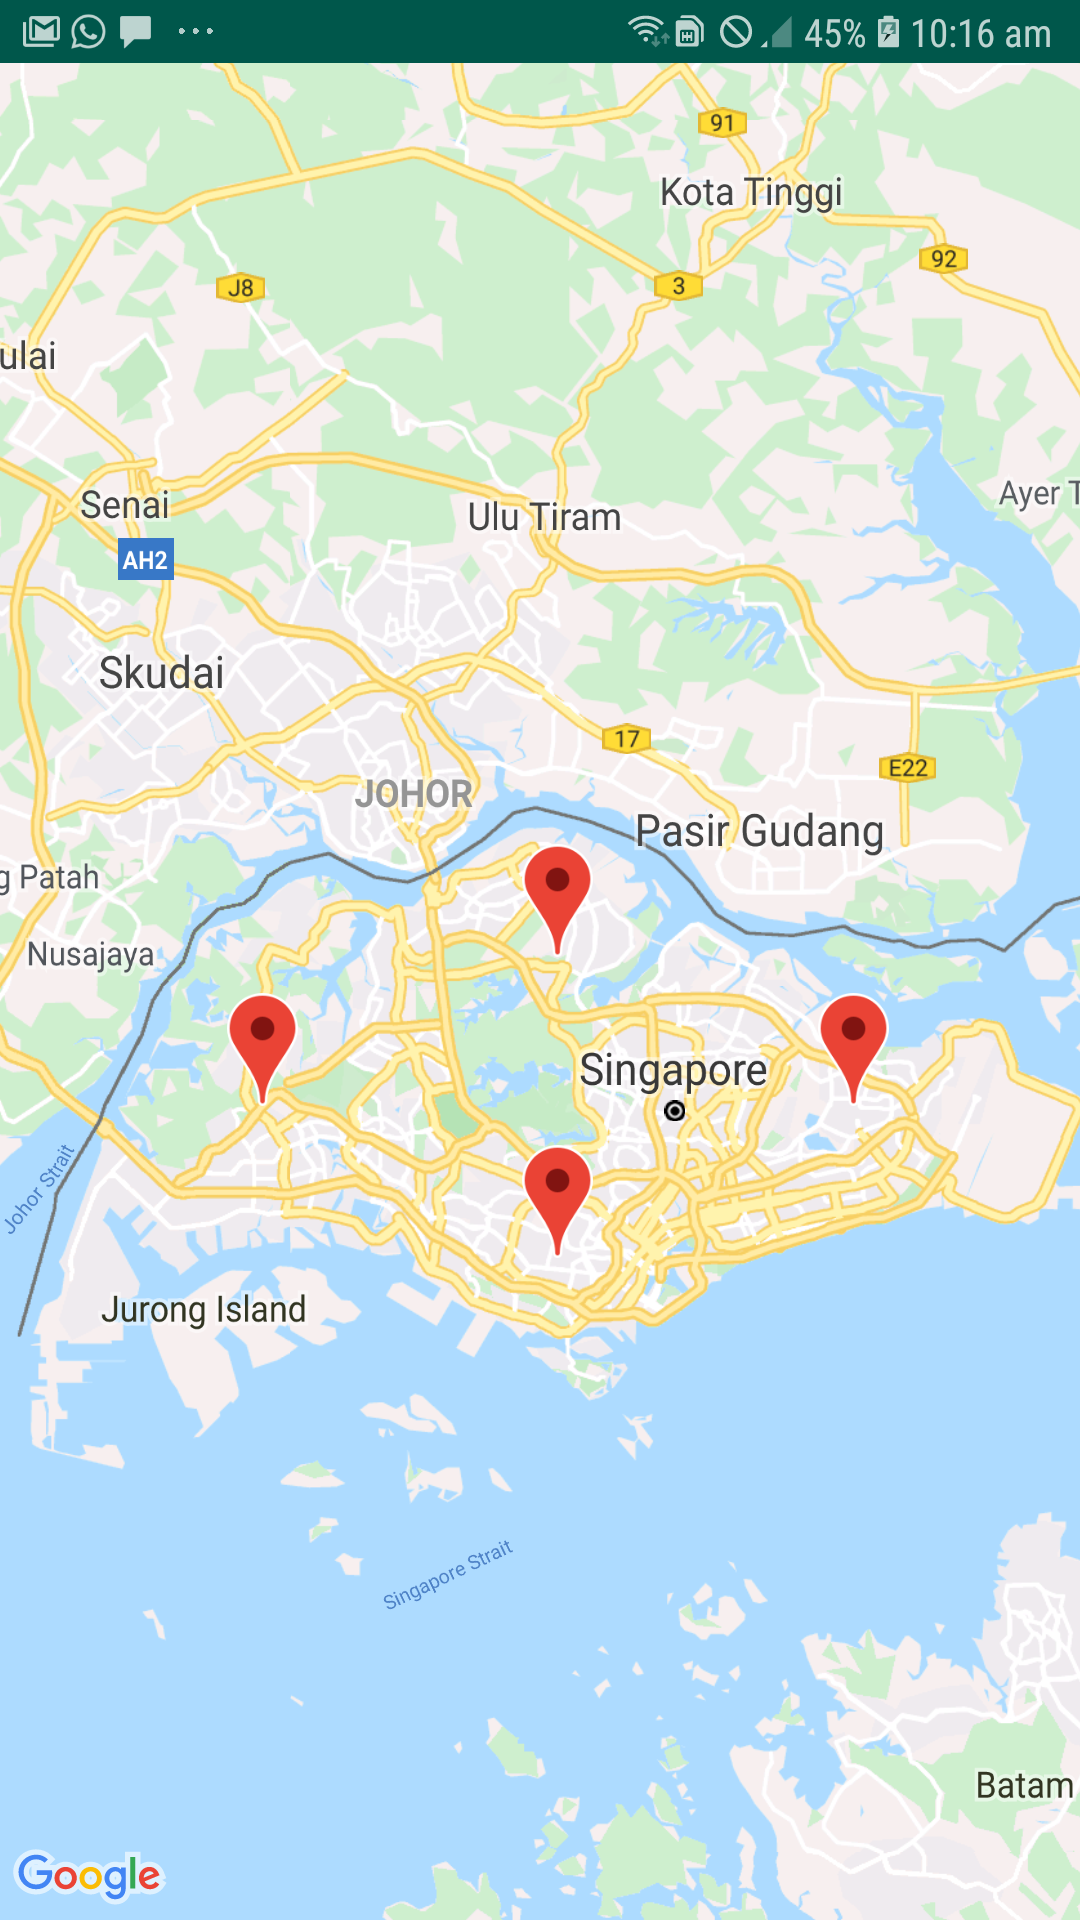 45% 10:16 am
91
Kota Tinggi
92
J8
3
ulai
Senai
Ulu Tiram
Ayer T
AH2
Skudai
17
E22
JOHOR
Pasir Gudang
g Patah
Nusajaya
Singapore
Johor Strait
Jurong Island
Singapore Strait
Batam
Google